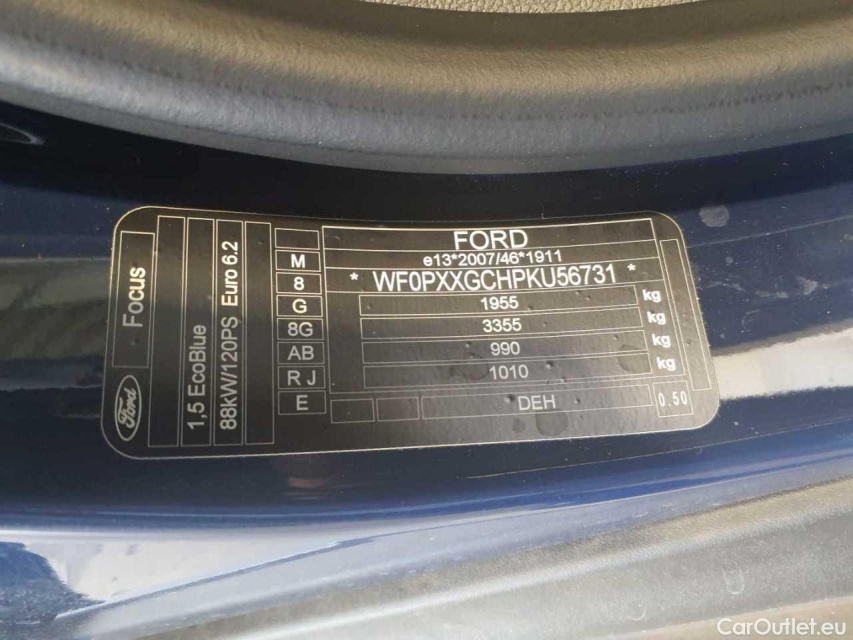 FORD
e13*2007/46*1911
* WF0PXXGCHPKU56731 *
1955 kg
3355 kg
990 kg
1010 kg
DEH 0.50
M
8
G
8G
AB
R J
E
Focus
1,5 EcoBlue
88kW/120PS Euro 6.2
Ford
CarOutlet.eu